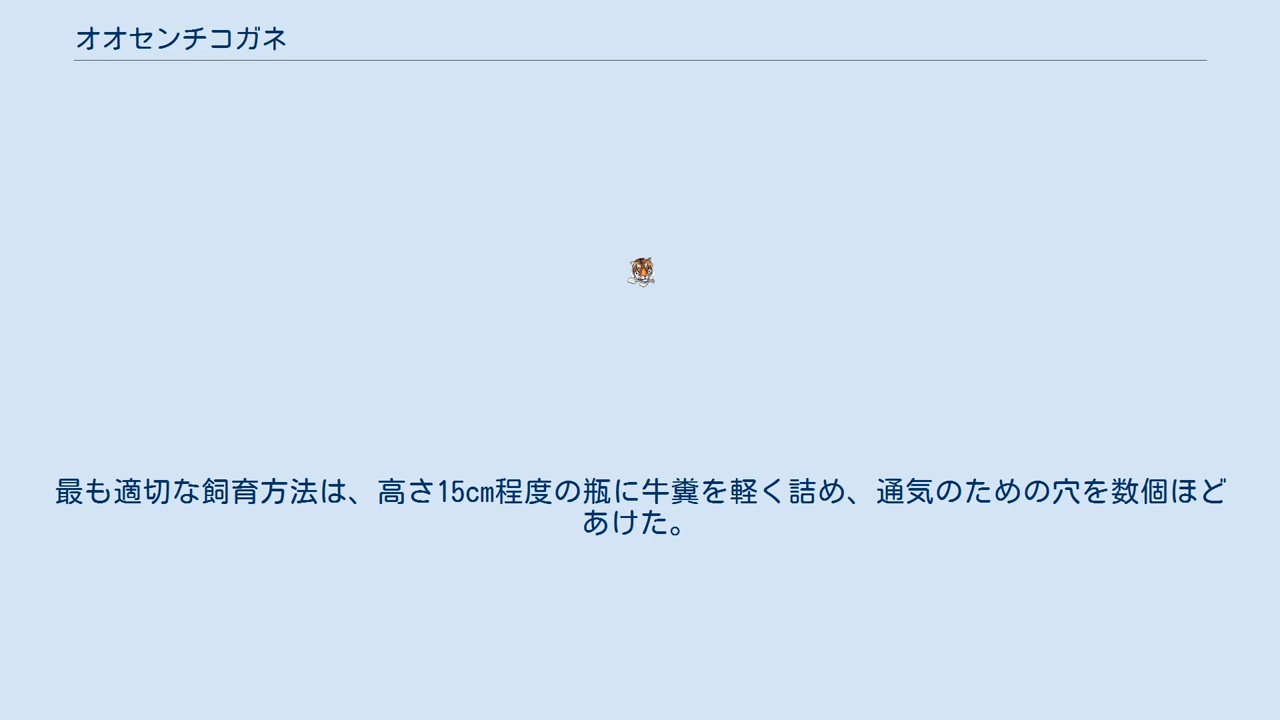 オオセンチコガネ
最も適切な飼育方法は、高さ15cm程度の瓶に牛糞を軽く詰め、通気のための穴を数個ほど
あけた。